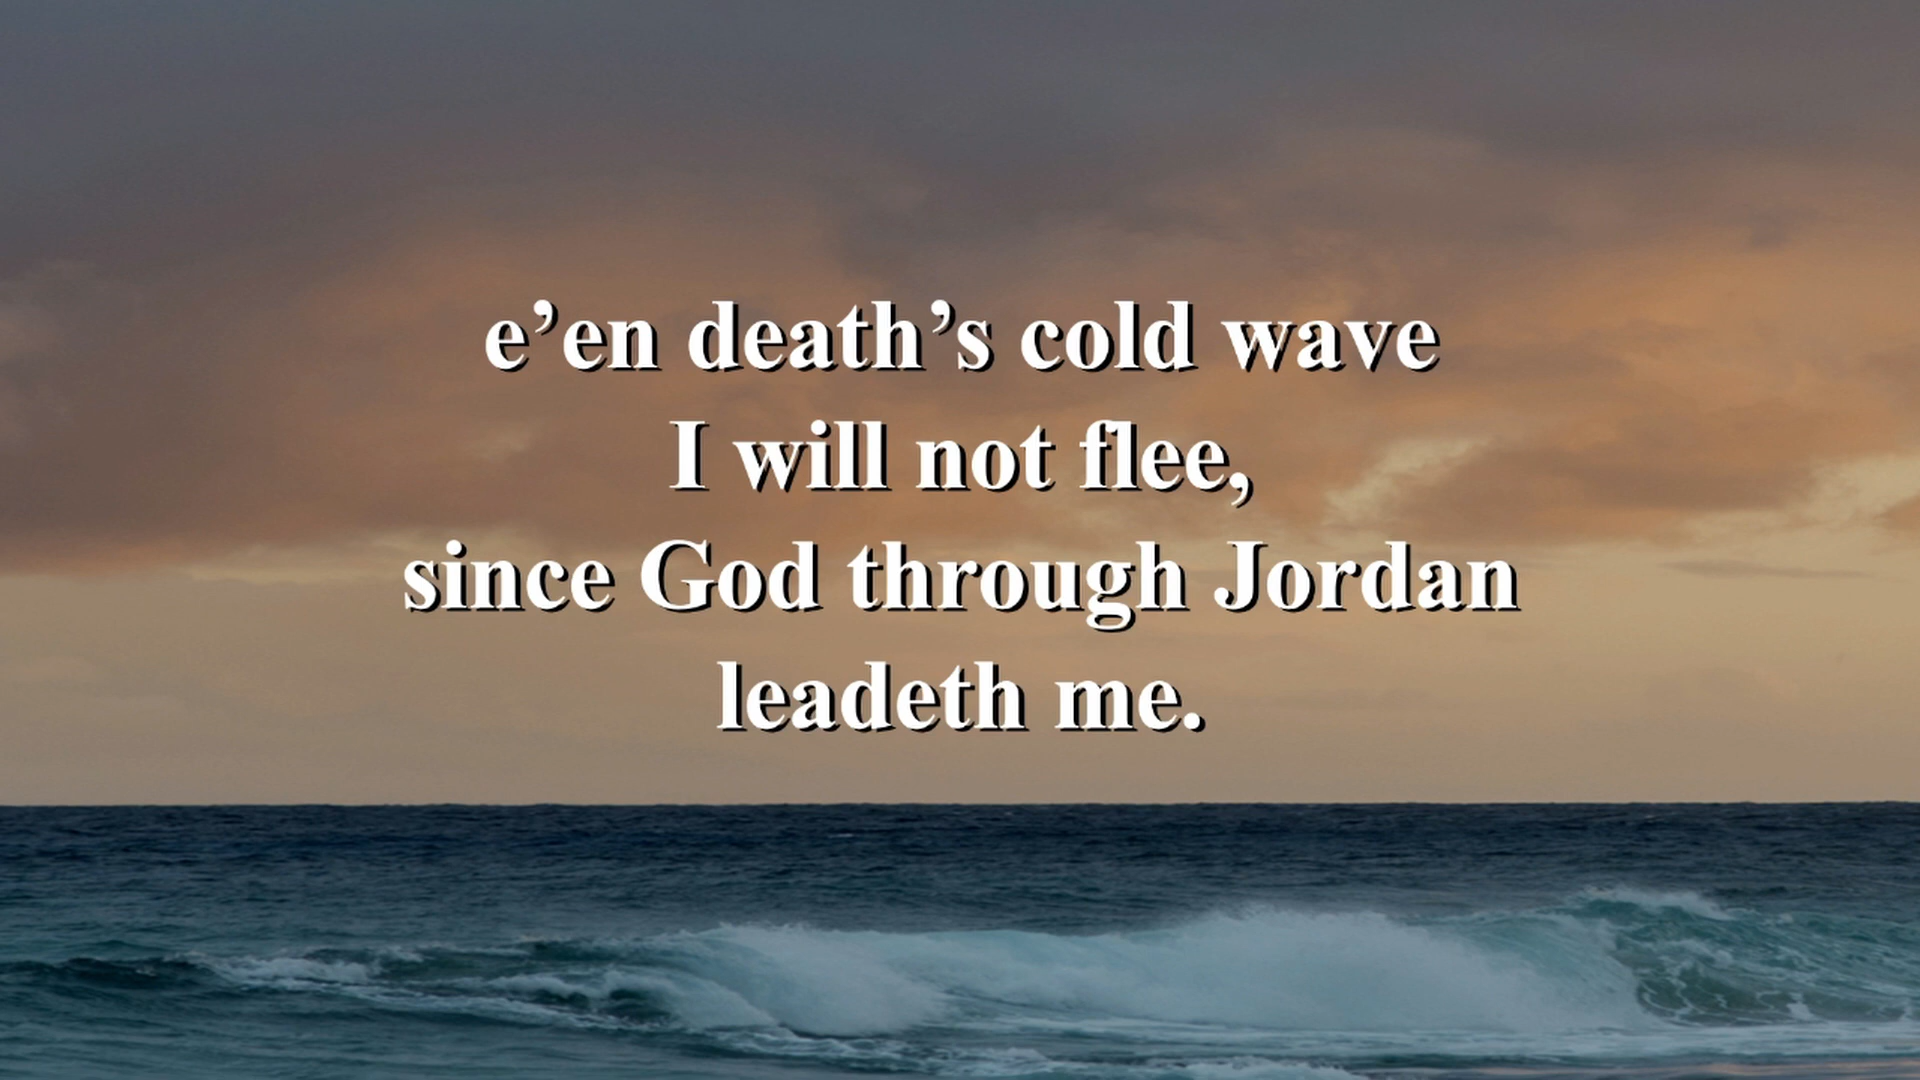 e’en death’s cold wave
I will not flee,
since God through Jordan
leadeth me.